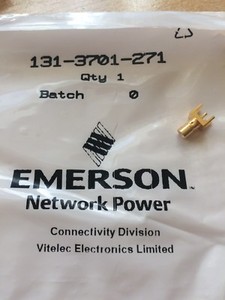 131-3701-271
Qty 1
Batch 0
EMERSON
Network Power
Connectivity Division
Vitelec Electronics Limited